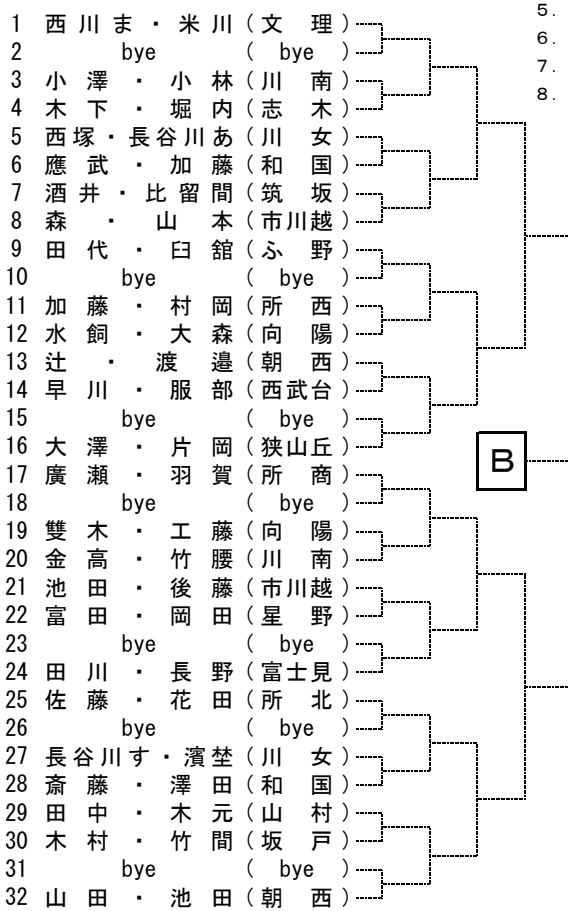 1 西川ま・米川(文理)
2 bye (bye)
3 小澤・小林(川南)
4 木下・堀内(志木)
5 西塚・長谷川あ(川女)
6 應武・加藤(和国)
7 酒井・比留間(筑坂)
8 森・山本(市川越)
9 田代・臼舘(ふ野)
10 bye (bye)
11 加藤・村岡(所西)
12 水飼・大森(向陽)
13 辻・渡邉(朝西)
14 早川・服部(西武台)
15 bye (bye)
16 大澤・片岡(狭山丘)
17 廣瀬・羽賀(所商)
18 bye (bye)
19 雙木・工藤(向陽)
20 金高・竹腰(川南)
21 池田・後藤(市川越)
22 富田・岡田(星野)
23 bye (bye)
24 田川・長野(富士見)
25 佐藤・花田(所北)
26 bye (bye)
27 長谷川す・濱埜(川女)
28 斎藤・澤田(和国)
29 田中・木元(山村)
30 木村・竹間(坂戸)
31 bye (bye)
32 山田・池田(朝西)
5.
6.
7.
8.
B